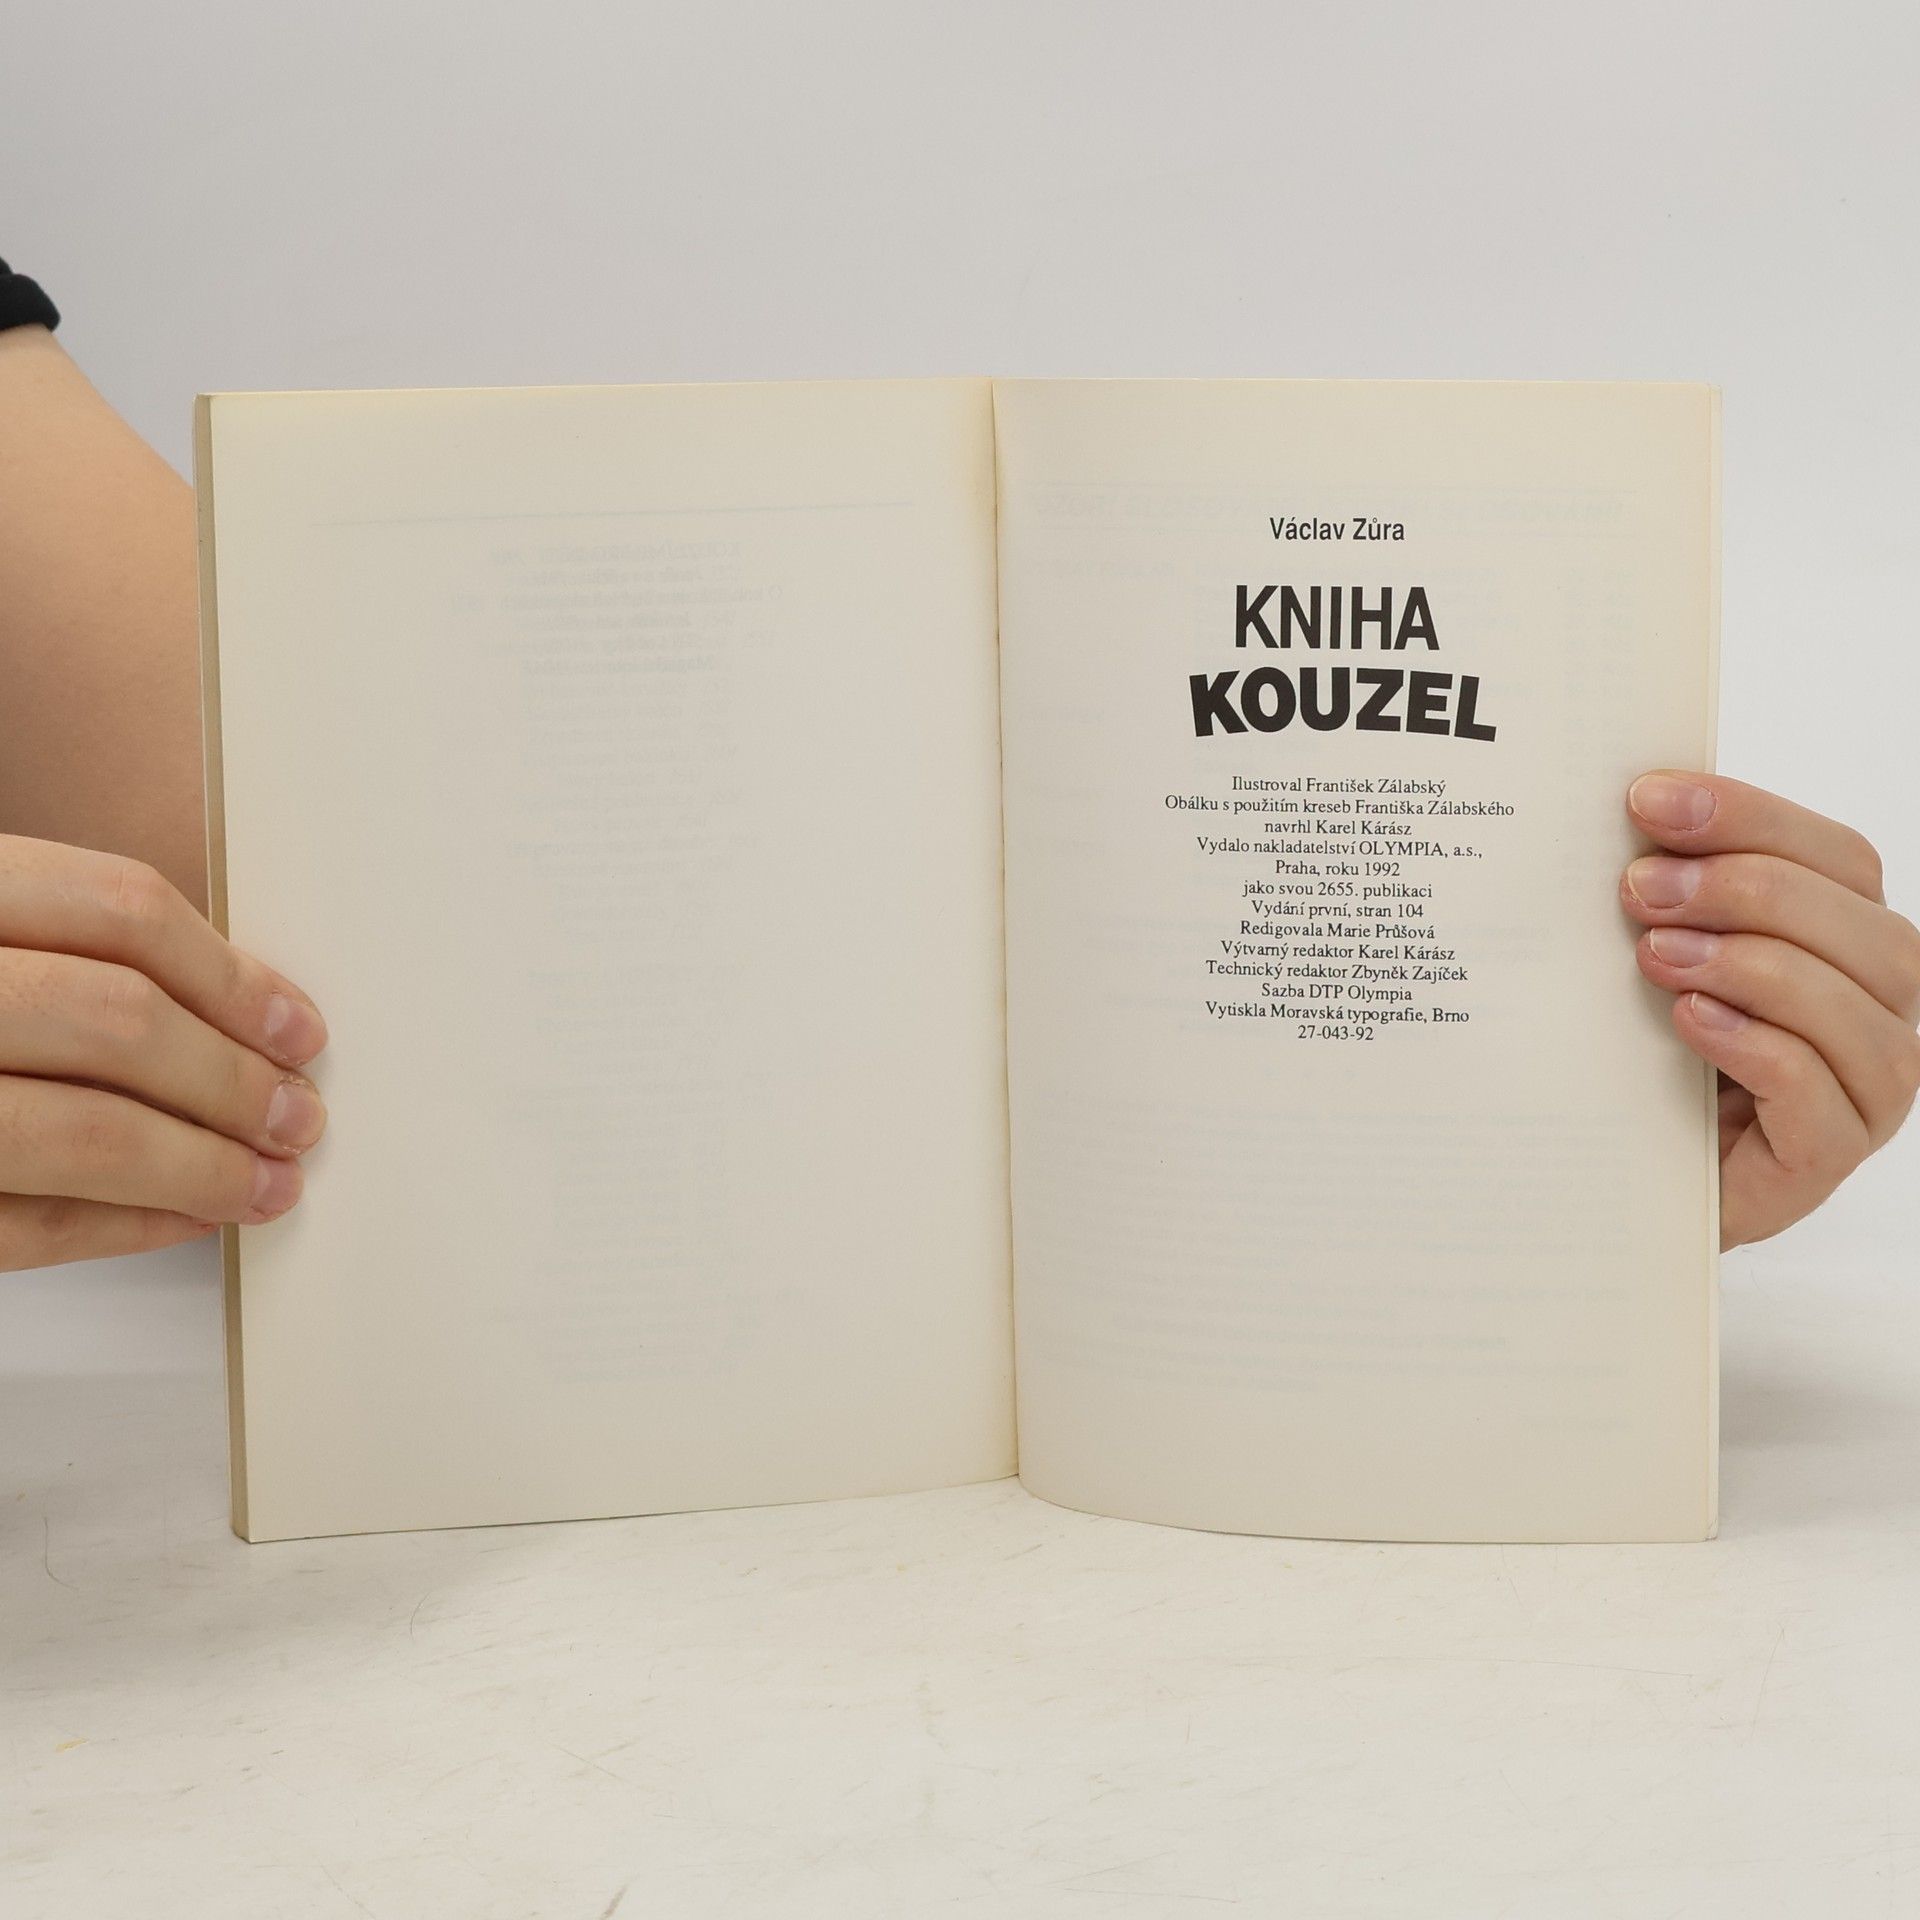 Václav Zůra
KNIHA
KOUZEL
Ilustroval František Zálabský
Obálku s použitím kreseb Františka Zálabského
navrhl Karel Kárász
Vydalo nakladatelství OLYMPIA, a.s.,
Praha, roku 1992
jako svou 2655. publikaci
Vydání první, stran 104
Redigovala Marie Průšová
Výtvarný redaktor Karel Kárász
Technický redaktor Zbyněk Zajíček
Sazba DTP Olympia
Vytiskla Moravská typografie, Brno
27-043-92